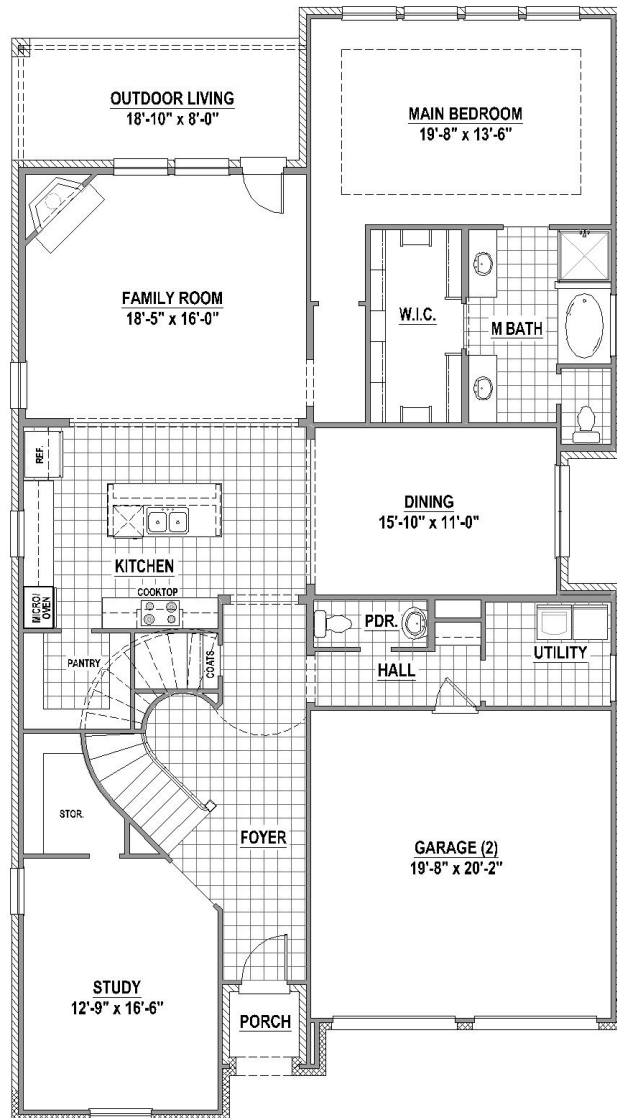 OUTDOOR LIVING
18'-10" x 8'-0"
MAIN BEDROOM
19'-8" x 13'-6"
FAMILY ROOM
18'-5" x 16'-0"
W.I.C.
M BATH
REF.
DINING
15'-10" x 11'-0"
KITCHEN
COOKTOP
MICRO/
OVEN
PDR.
PANTRY
COATS
HALL
UTILITY
STOR.
FOYER
GARAGE (2)
19'-8" x 20'-2"
STUDY
12'-9" x 16'-6"
PORCH